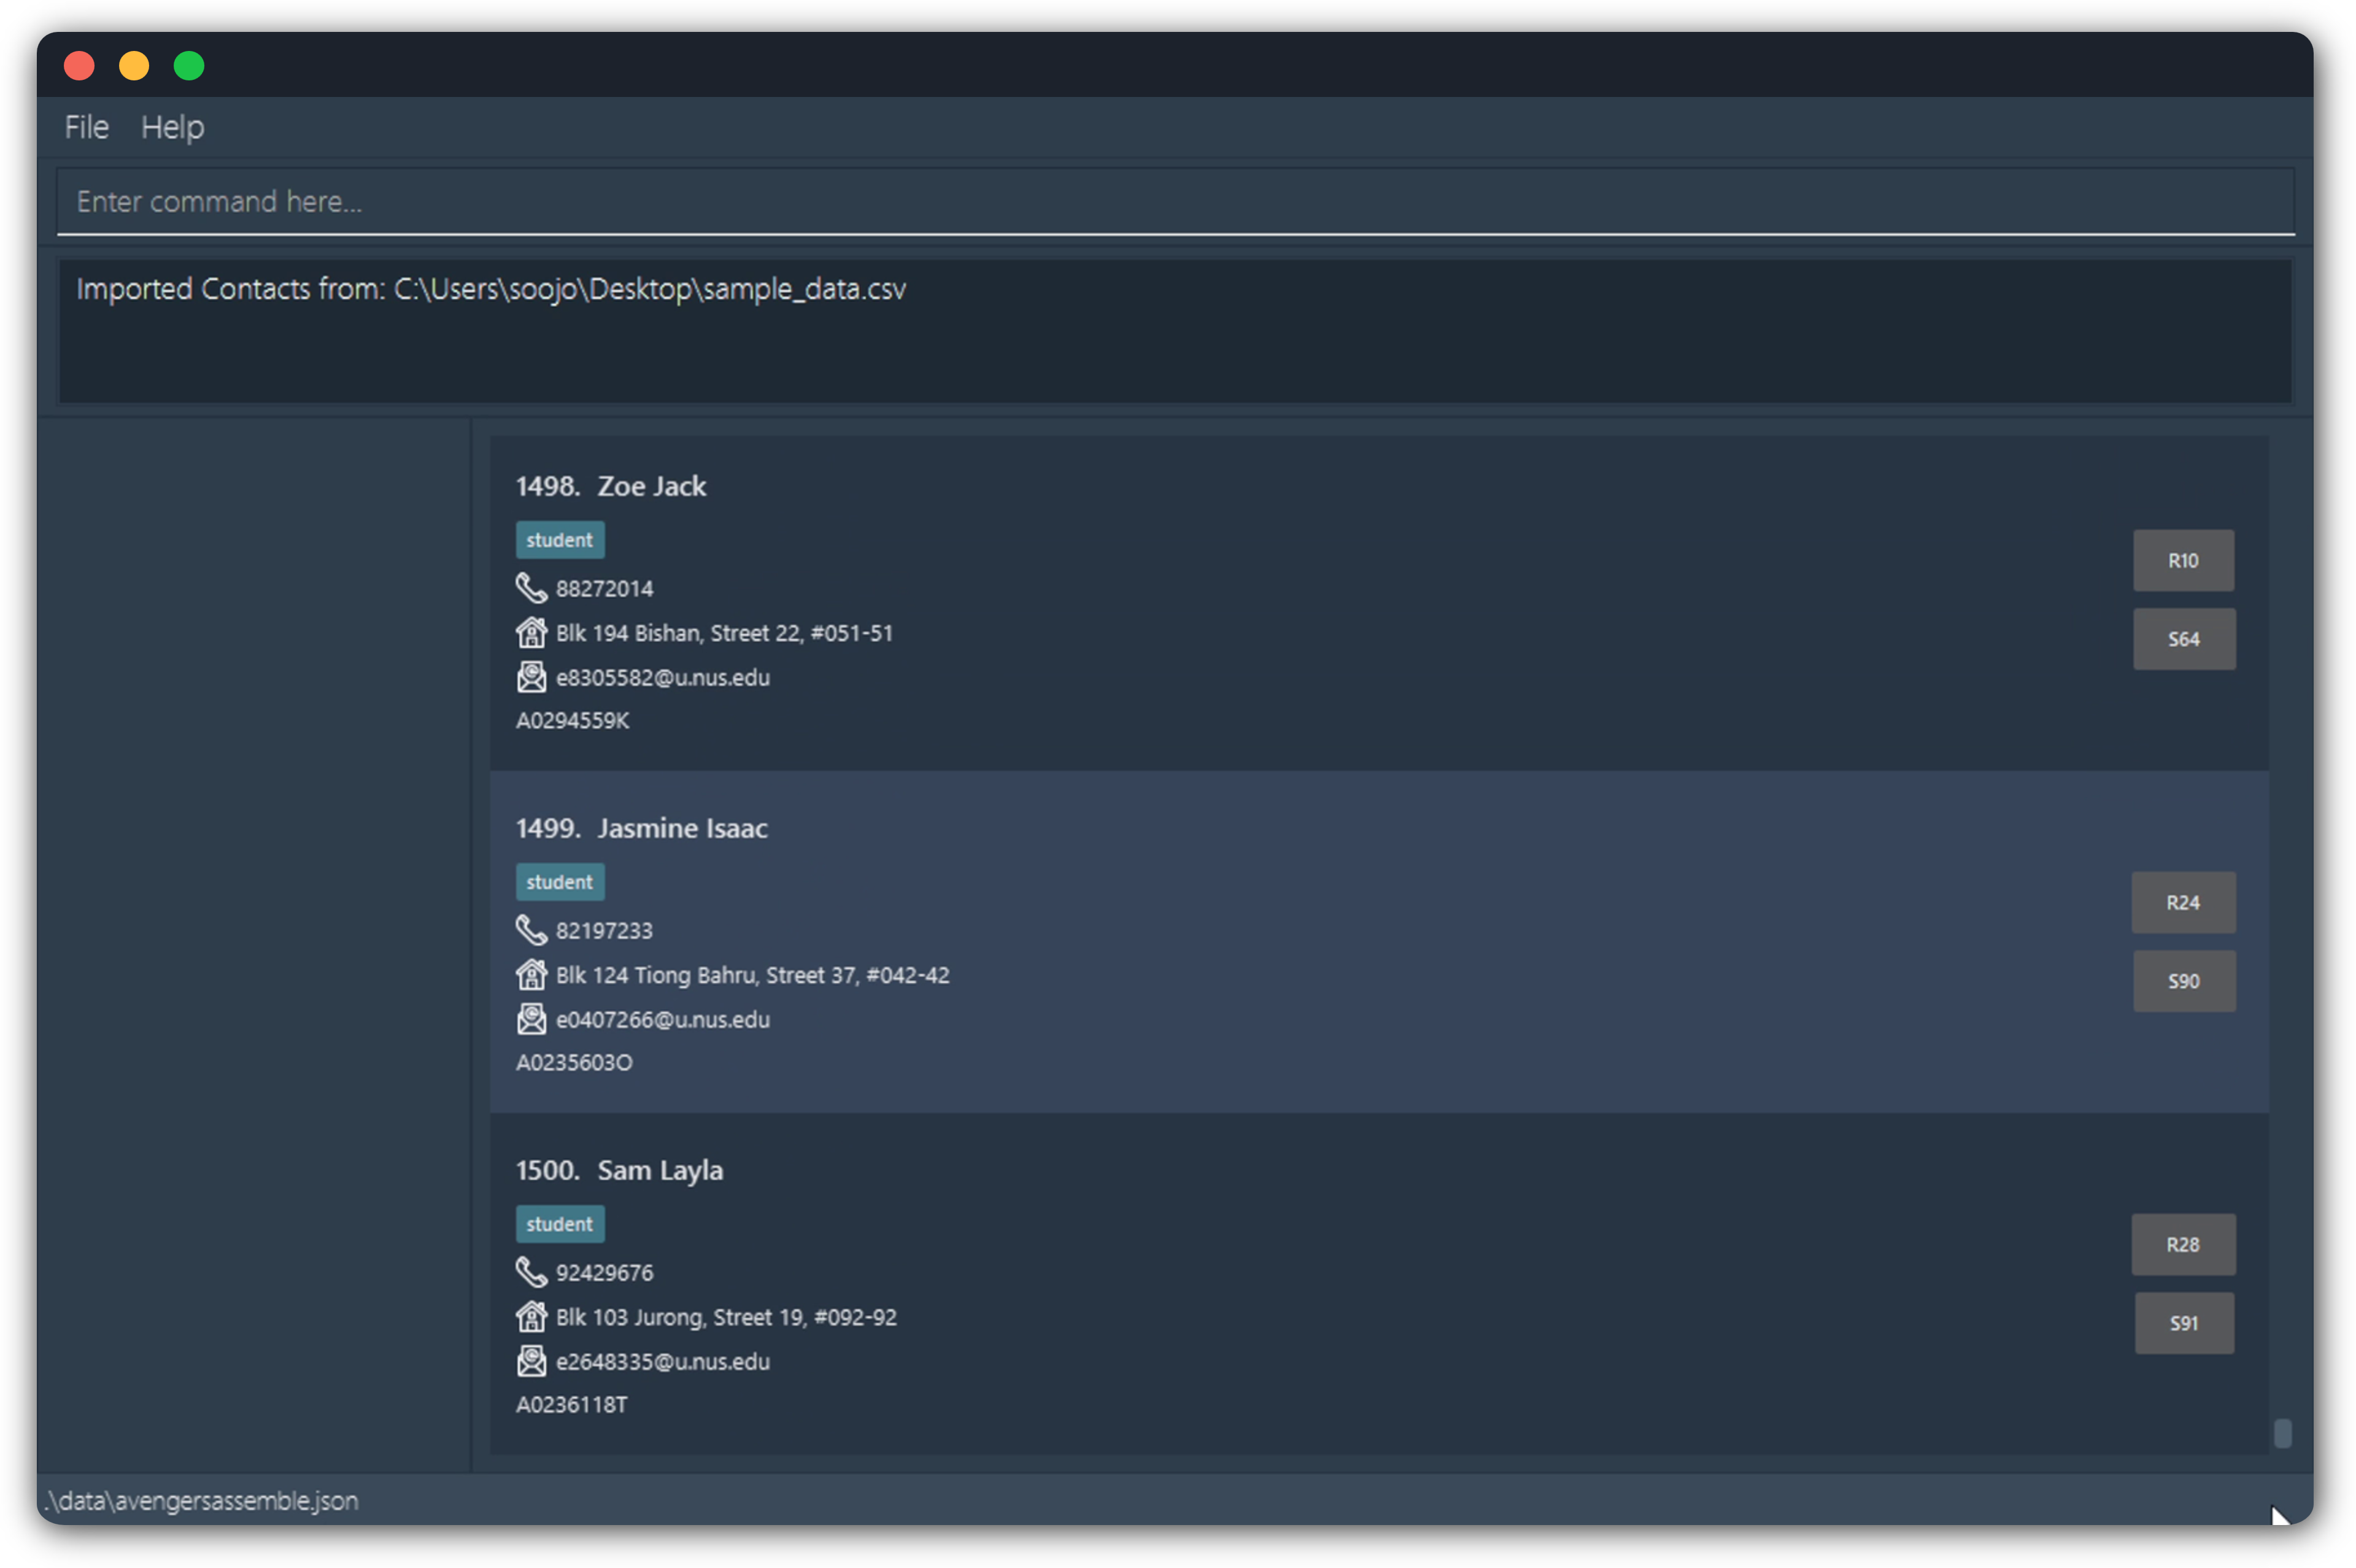 File Help
Enter command here...
Imported Contacts from: C:\Users\soojo\Desktop\sample_data.csv
1498. Zoe Jack
student
88272014
Blk 194 Bishan, Street 22, #051-51
e8305582@u.nus.edu
A0294559K
R10
S64
1499. Jasmine Isaac
student
82197233
Blk 124 Tiong Bahru, Street 37, #042-42
e0407266@u.nus.edu
A0235603O
R24
S90
1500. Sam Layla
student
92429676
Blk 103 Jurong, Street 19, #092-92
e2648335@u.nus.edu
A0236118T
R28
S91
.\data\avengersassemble.json